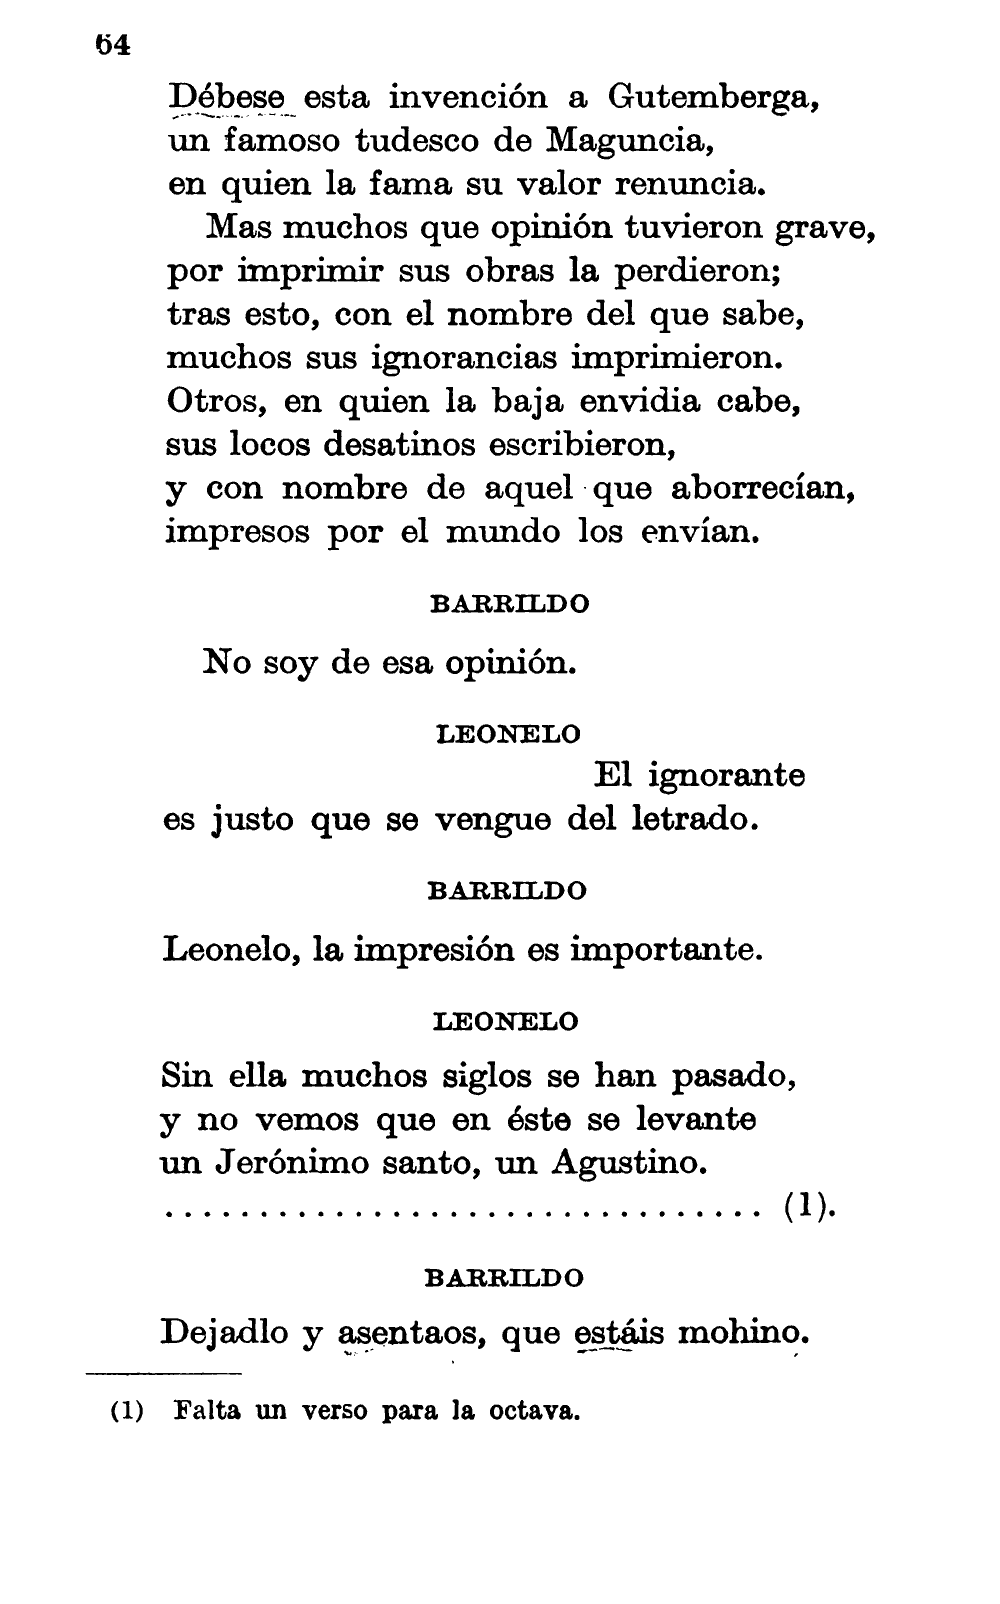 64
Débese esta invención a Gutemberga,
un famoso tudesco de Maguncia,
en quien la fama su valor renuncia.
Mas muchos que opinión tuvieron grave,
por imprimir sus obras la perdieron;
tras esto, con el nombre del que sabe,
muchos sus ignorancias imprimieron.
Otros, en quien la baja envidia cabe,
sus locos desatinos escribieron,
y con nombre de aquel que aborrecían,
impresos por el mundo los envían.
BARRILDO
No soy de esa opinión.
LEONELO
El ignorante
es justo que se vengue del letrado.
BARRILDO
Leonelo, la impresión es importante.
LEONELO
Sin ella muchos siglos se han pasado,
y no vemos que en éste se levante
un Jerónimo santo, un Agustino.
................................ (1).
BARRILDO
Dejadlo y asentaos, que estáis mohino.
(1) Falta un verso para la octava.